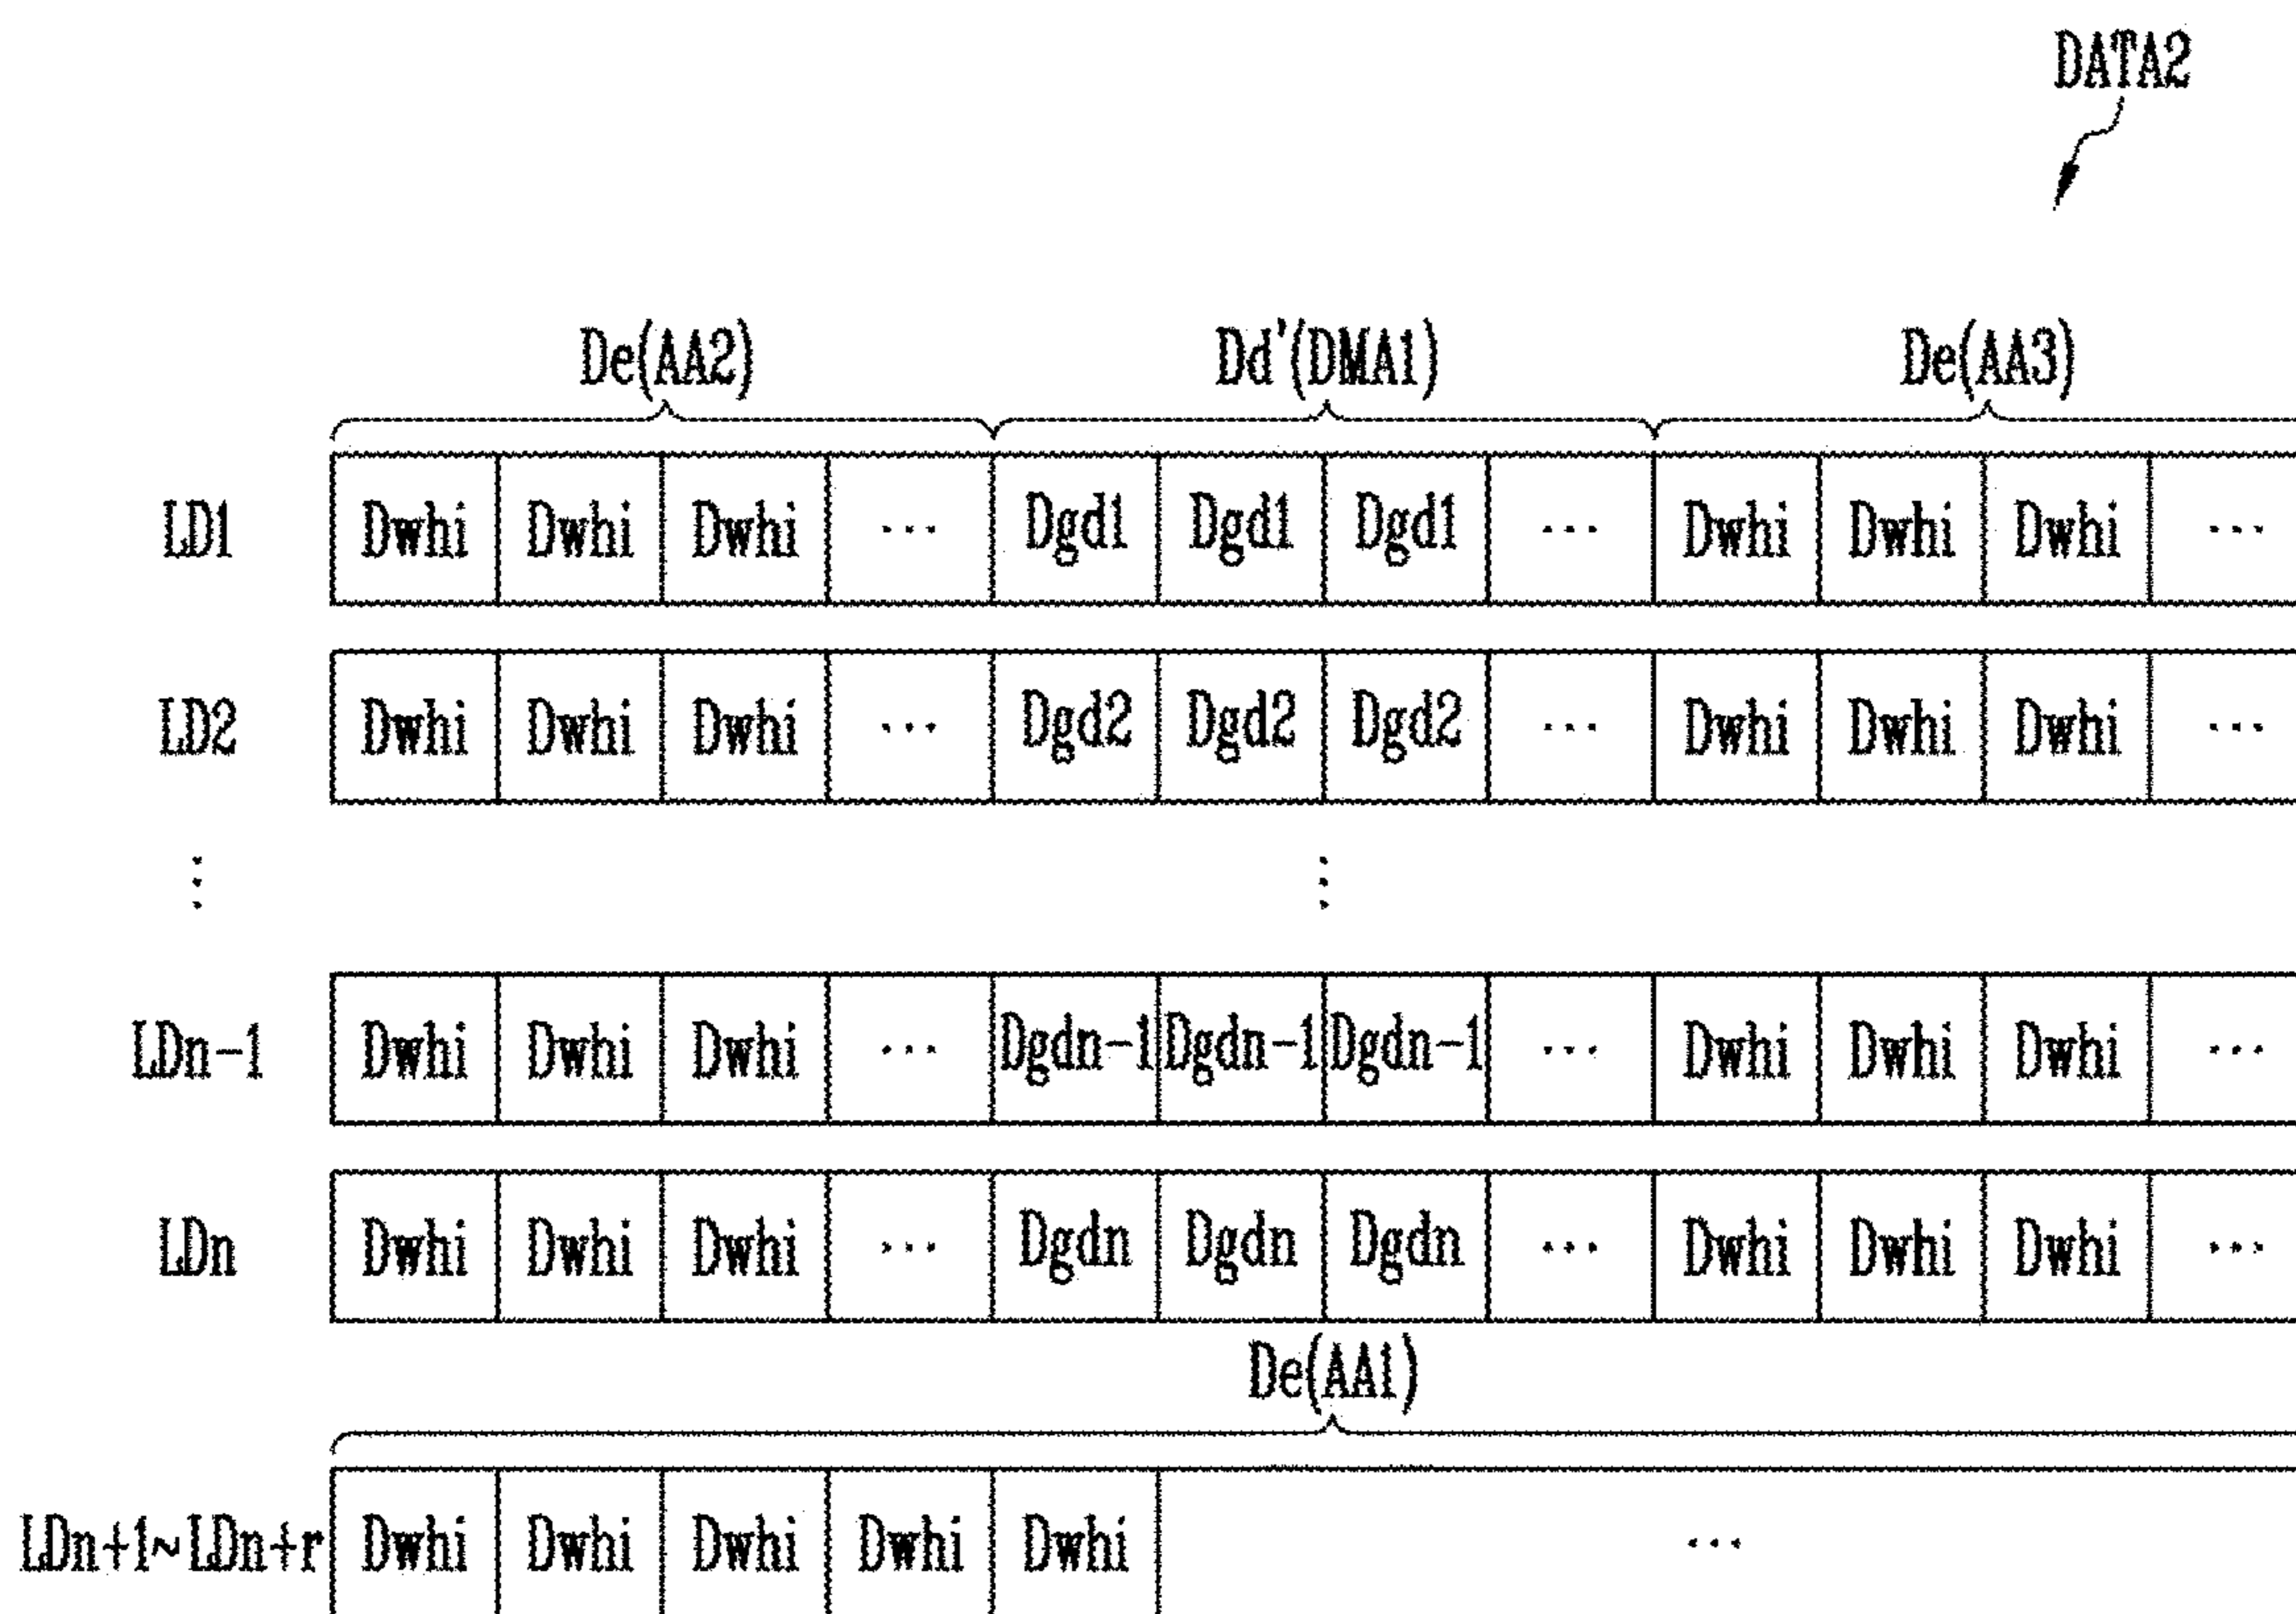 DATA2
De(AA2) Dd'(DMA1) De(AA3)
LD1 Dwhi Dwhi Dwhi ... Dgd1 Dgd1 Dgd1 ... Dwhi Dwhi Dwhi ...
LD2 Dwhi Dwhi Dwhi ... Dgd2 Dgd2 Dgd2 ... Dwhi Dwhi Dwhi ...
LDn-1 Dwhi Dwhi Dwhi ... Dgdn-1 Dgdn-1 Dgdn-1 ... Dwhi Dwhi Dwhi ...
LDn Dwhi Dwhi Dwhi ... Dgdn Dgdn Dgdn ... Dwhi Dwhi Dwhi ...
De(AA1)
LDn+1~LDn+r Dwhi Dwhi Dwhi Dwhi Dwhi ...